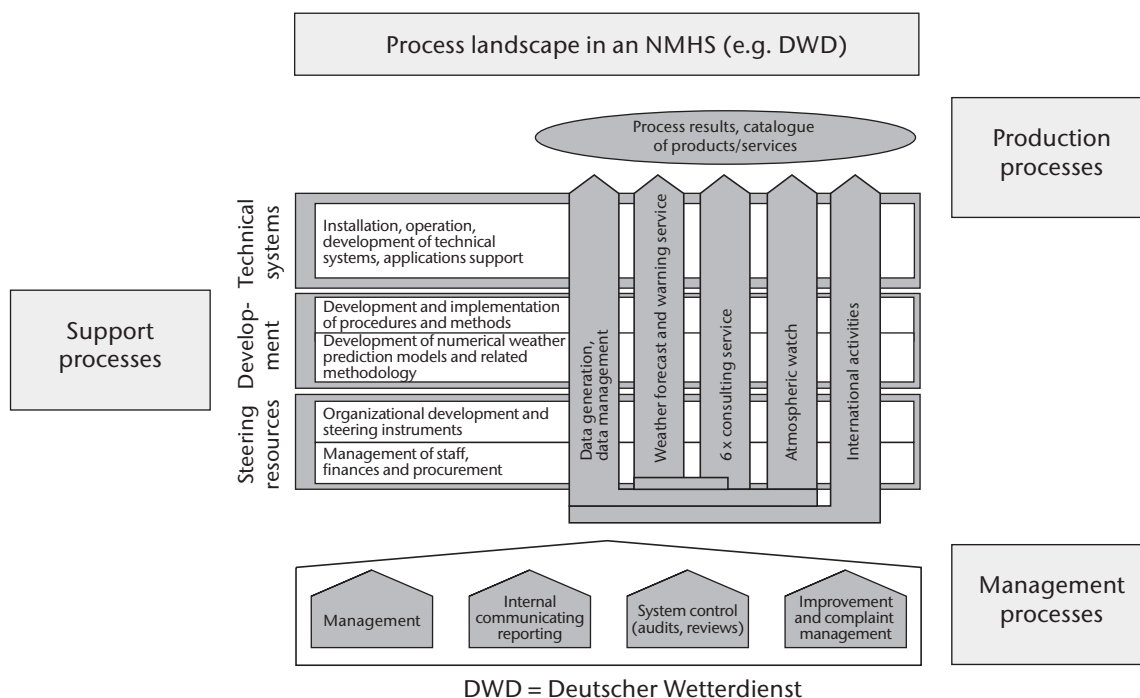 Process landscape in an NMHS (e.g. DWD)
Process results, catalogue
of products/services
Production
processes
Support
processes
Technical
systems
Installation, operation,
development of technical
systems, applications support
Develop-
ment
Development and implementation
of procedures and methods
Development of numerical weather
prediction models and related
methodology
Steering
resources
Organizational development and
steering instruments
Management of staff,
finances and procurement
Data generation,
data management
Weather forecast and warning service
6 x consulting service
Atmospheric watch
International activities
Management
Internal
communicating
reporting
System control
(audits, reviews)
Improvement
and complaint
management
Management
processes
DWD = Deutscher Wetterdienst